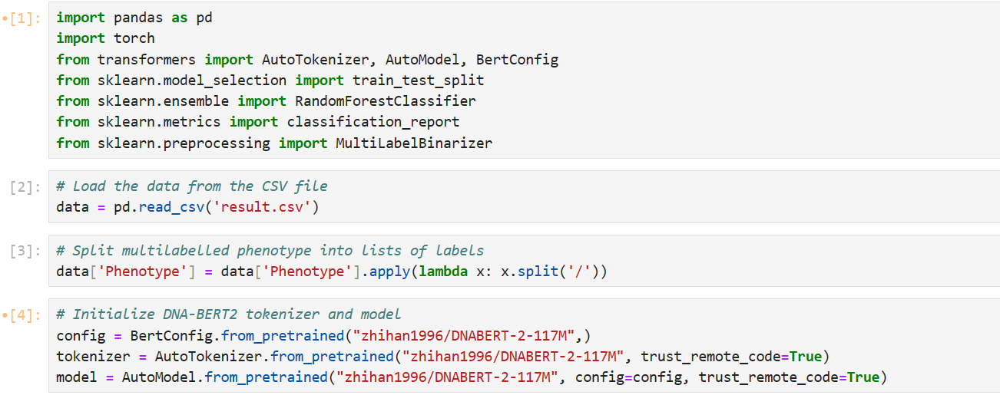 •[1]: import pandas as pd
import torch
from transformers import AutoTokenizer, AutoModel, BertConfig
from sklearn.model_selection import train_test_split
from sklearn.ensemble import RandomForestClassifier
from sklearn.metrics import classification_report
from sklearn.preprocessing import MultiLabelBinarizer
[2]: # Load the data from the CSV file
data = pd.read_csv('result.csv')
[3]: # Split multilabelled phenotype into lists of labels
data['Phenotype'] = data['Phenotype'].apply(lambda x: x.split('/'))
•[4]: # Initialize DNA-BERT2 tokenizer and model
config = BertConfig.from_pretrained("zhihan1996/DNABERT-2-117M",)
tokenizer = AutoTokenizer.from_pretrained("zhihan1996/DNABERT-2-117M", trust_remote_code=True)
model = AutoModel.from_pretrained("zhihan1996/DNABERT-2-117M", config=config, trust_remote_code=True)